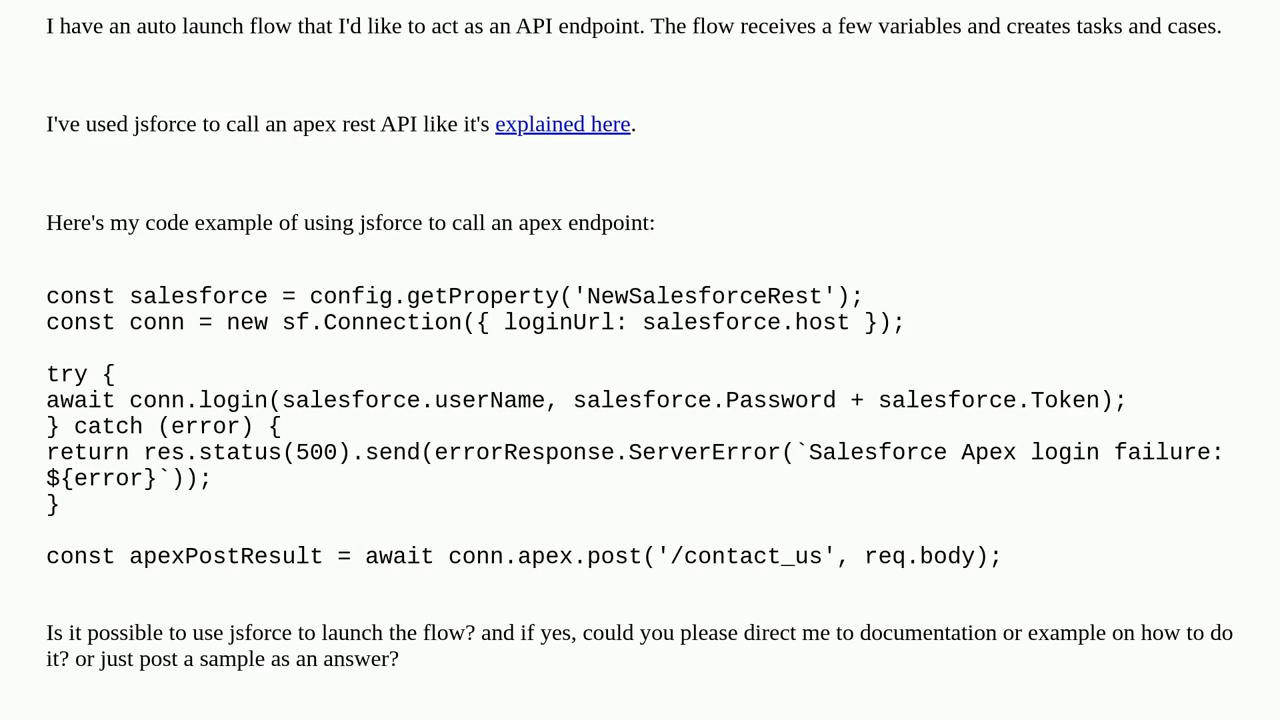 I have an auto launch flow that I'd like to act as an API endpoint. The flow receives a few variables and creates tasks and cases.
I've used jsforce to call an apex rest API like it's explained here.
Here's my code example of using jsforce to call an apex endpoint:
const salesforce = config.getProperty('NewSalesforceRest');
const conn = new sf.Connection({ loginUrl: salesforce.host });
try {
await conn.login(salesforce.userName, salesforce.Password + salesforce.Token);
} catch (error) {
return res.status(500).send(errorResponse.ServerError(`Salesforce Apex login failure:
${error}`));
}
const apexPostResult = await conn.apex.post('/contact_us', req.body);
Is it possible to use jsforce to launch the flow? and if yes, could you please direct me to documentation or example on how to do
it? or just post a sample as an answer?